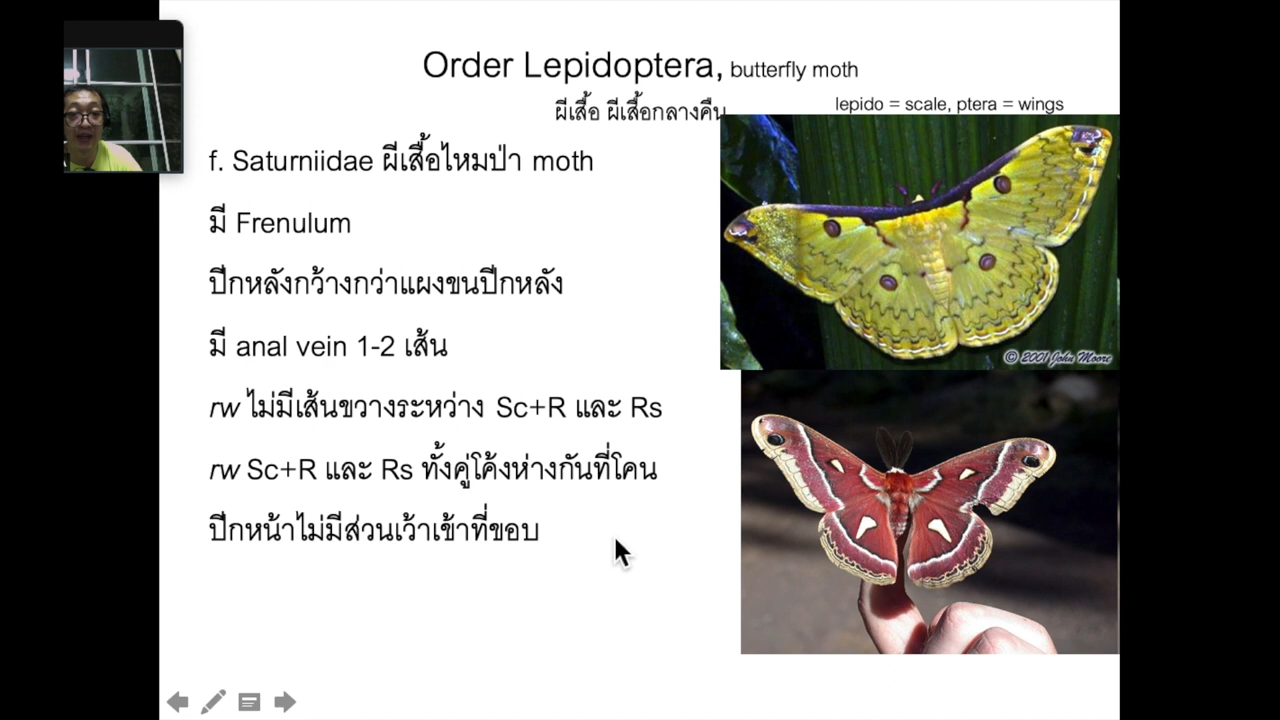 Order Lepidoptera, butterfly moth
ผีเสื้อ ผีเสื้อกลางคืน
lepido = scale, ptera = wings
f. Saturniidae ผีเสื้อไหมป่า moth
มี Frenulum
ปีกหลังกว้างกว่าแผงขนปีกหลัง
มี anal vein 1-2 เส้น
rw ไม่มีเส้นขวางระหว่าง Sc+R และ Rs
rw Sc+R และ Rs ทั้งคู่โค้งห่างกันที่โคน
ปีกหน้าไม่มีส่วนเว้าเข้าที่ขอบ
© 2001 John Moore